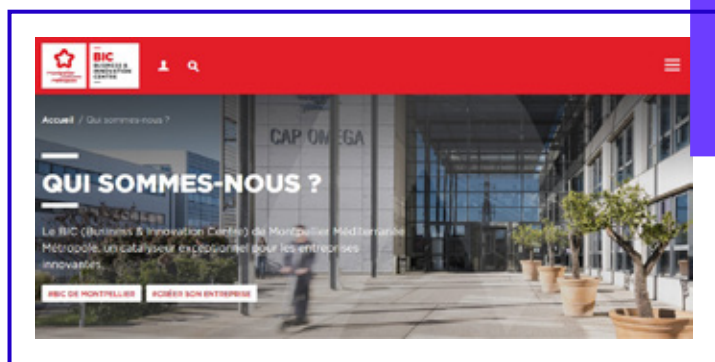 BIC
BUSINESS &
INNOVATION
CENTRE
Accueil / Qui sommes-nous ?
CAP OMEGA
QUI SOMMES-NOUS ?
Le BIC (Business & Innovation Centre) de Montpellier Méditerranée
Métropole, un catalyseur exceptionnel pour les entreprises
innovantes.
#BIC DE MONTPELLIER #CRÉER SON ENTREPRISE